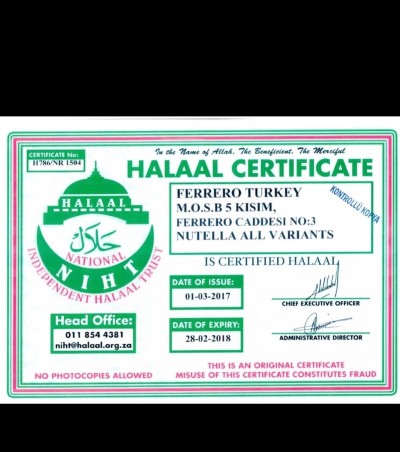 CERTIFICATE No:
H786/NR 1504
In the Name of Allah, The Beneficient, The Merciful
HALAAL CERTIFICATE
HALAAL
حلال
NATIONAL
NIHT
INDEPENDENT HALAAL TRUST
FERRERO TURKEY
M.O.S.B 5 KISIM,
FERRERO CADDESI NO:3
NUTELLA ALL VARIANTS
KONTROLLÜ KOPYA
IS CERTIFIED HALAAL
DATE OF ISSUE:
01-03-2017
CHIEF EXECUTIVE OFFICER
Head Office:
011 854 4381
niht@halaal.org.za
DATE OF EXPIRY:
28-02-2018
ADMINISTRATIVE DIRECTOR
NO PHOTOCOPIES ALLOWED
THIS IS AN ORIGINAL CERTIFICATE
MISUSE OF THIS CERTIFICATE CONSTITUTES FRAUD